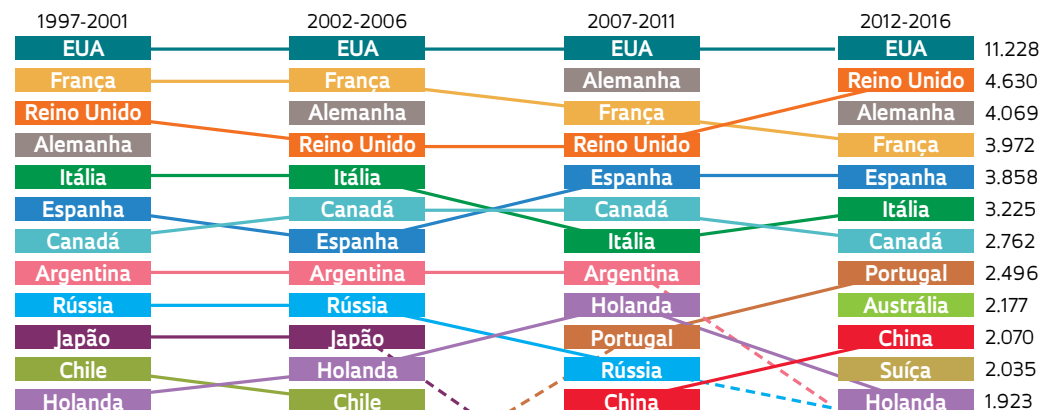 1997-2001 2002-2006 2007-2011 2012-2016
EUA EUA EUA EUA 11.228
França França Alemanha Reino Unido 4.630
Reino Unido Alemanha França Alemanha 4.069
Alemanha Reino Unido Reino Unido França 3.972
Itália Itália Espanha Espanha 3.858
Espanha Canadá Canadá Itália 3.225
Canadá Espanha Itália Canadá 2.762
Argentina Argentina Argentina Portugal 2.496
Rússia Rússia Holanda Austrália 2.177
Japão Japão Portugal China 2.070
Chile Holanda Rússia Suíça 2.035
Holanda Chile China Holanda 1.923